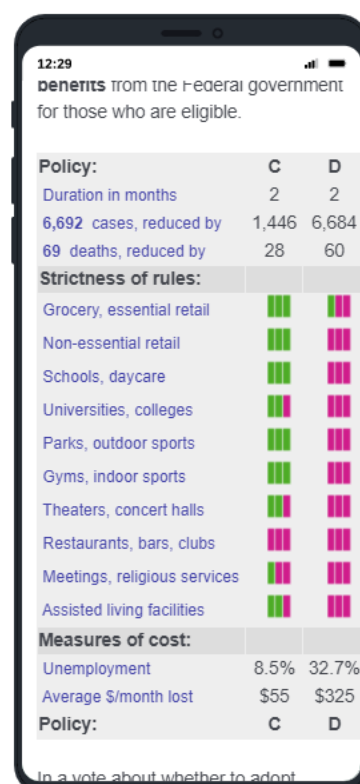 12:29
benefits from the Federal government
for those who are eligible.
Policy: C D
Duration in months 2 2
6,692 cases, reduced by 1,446 6,684
69 deaths, reduced by 28 60
Strictness of rules:
Grocery, essential retail
Non-essential retail
Schools, daycare
Universities, colleges
Parks, outdoor sports
Gyms, indoor sports
Theaters, concert halls
Restaurants, bars, clubs
Meetings, religious services
Assisted living facilities
Measures of cost:
Unemployment 8.5% 32.7%
Average $/month lost $55 $325
Policy: C D
In a vote about whether to adopt